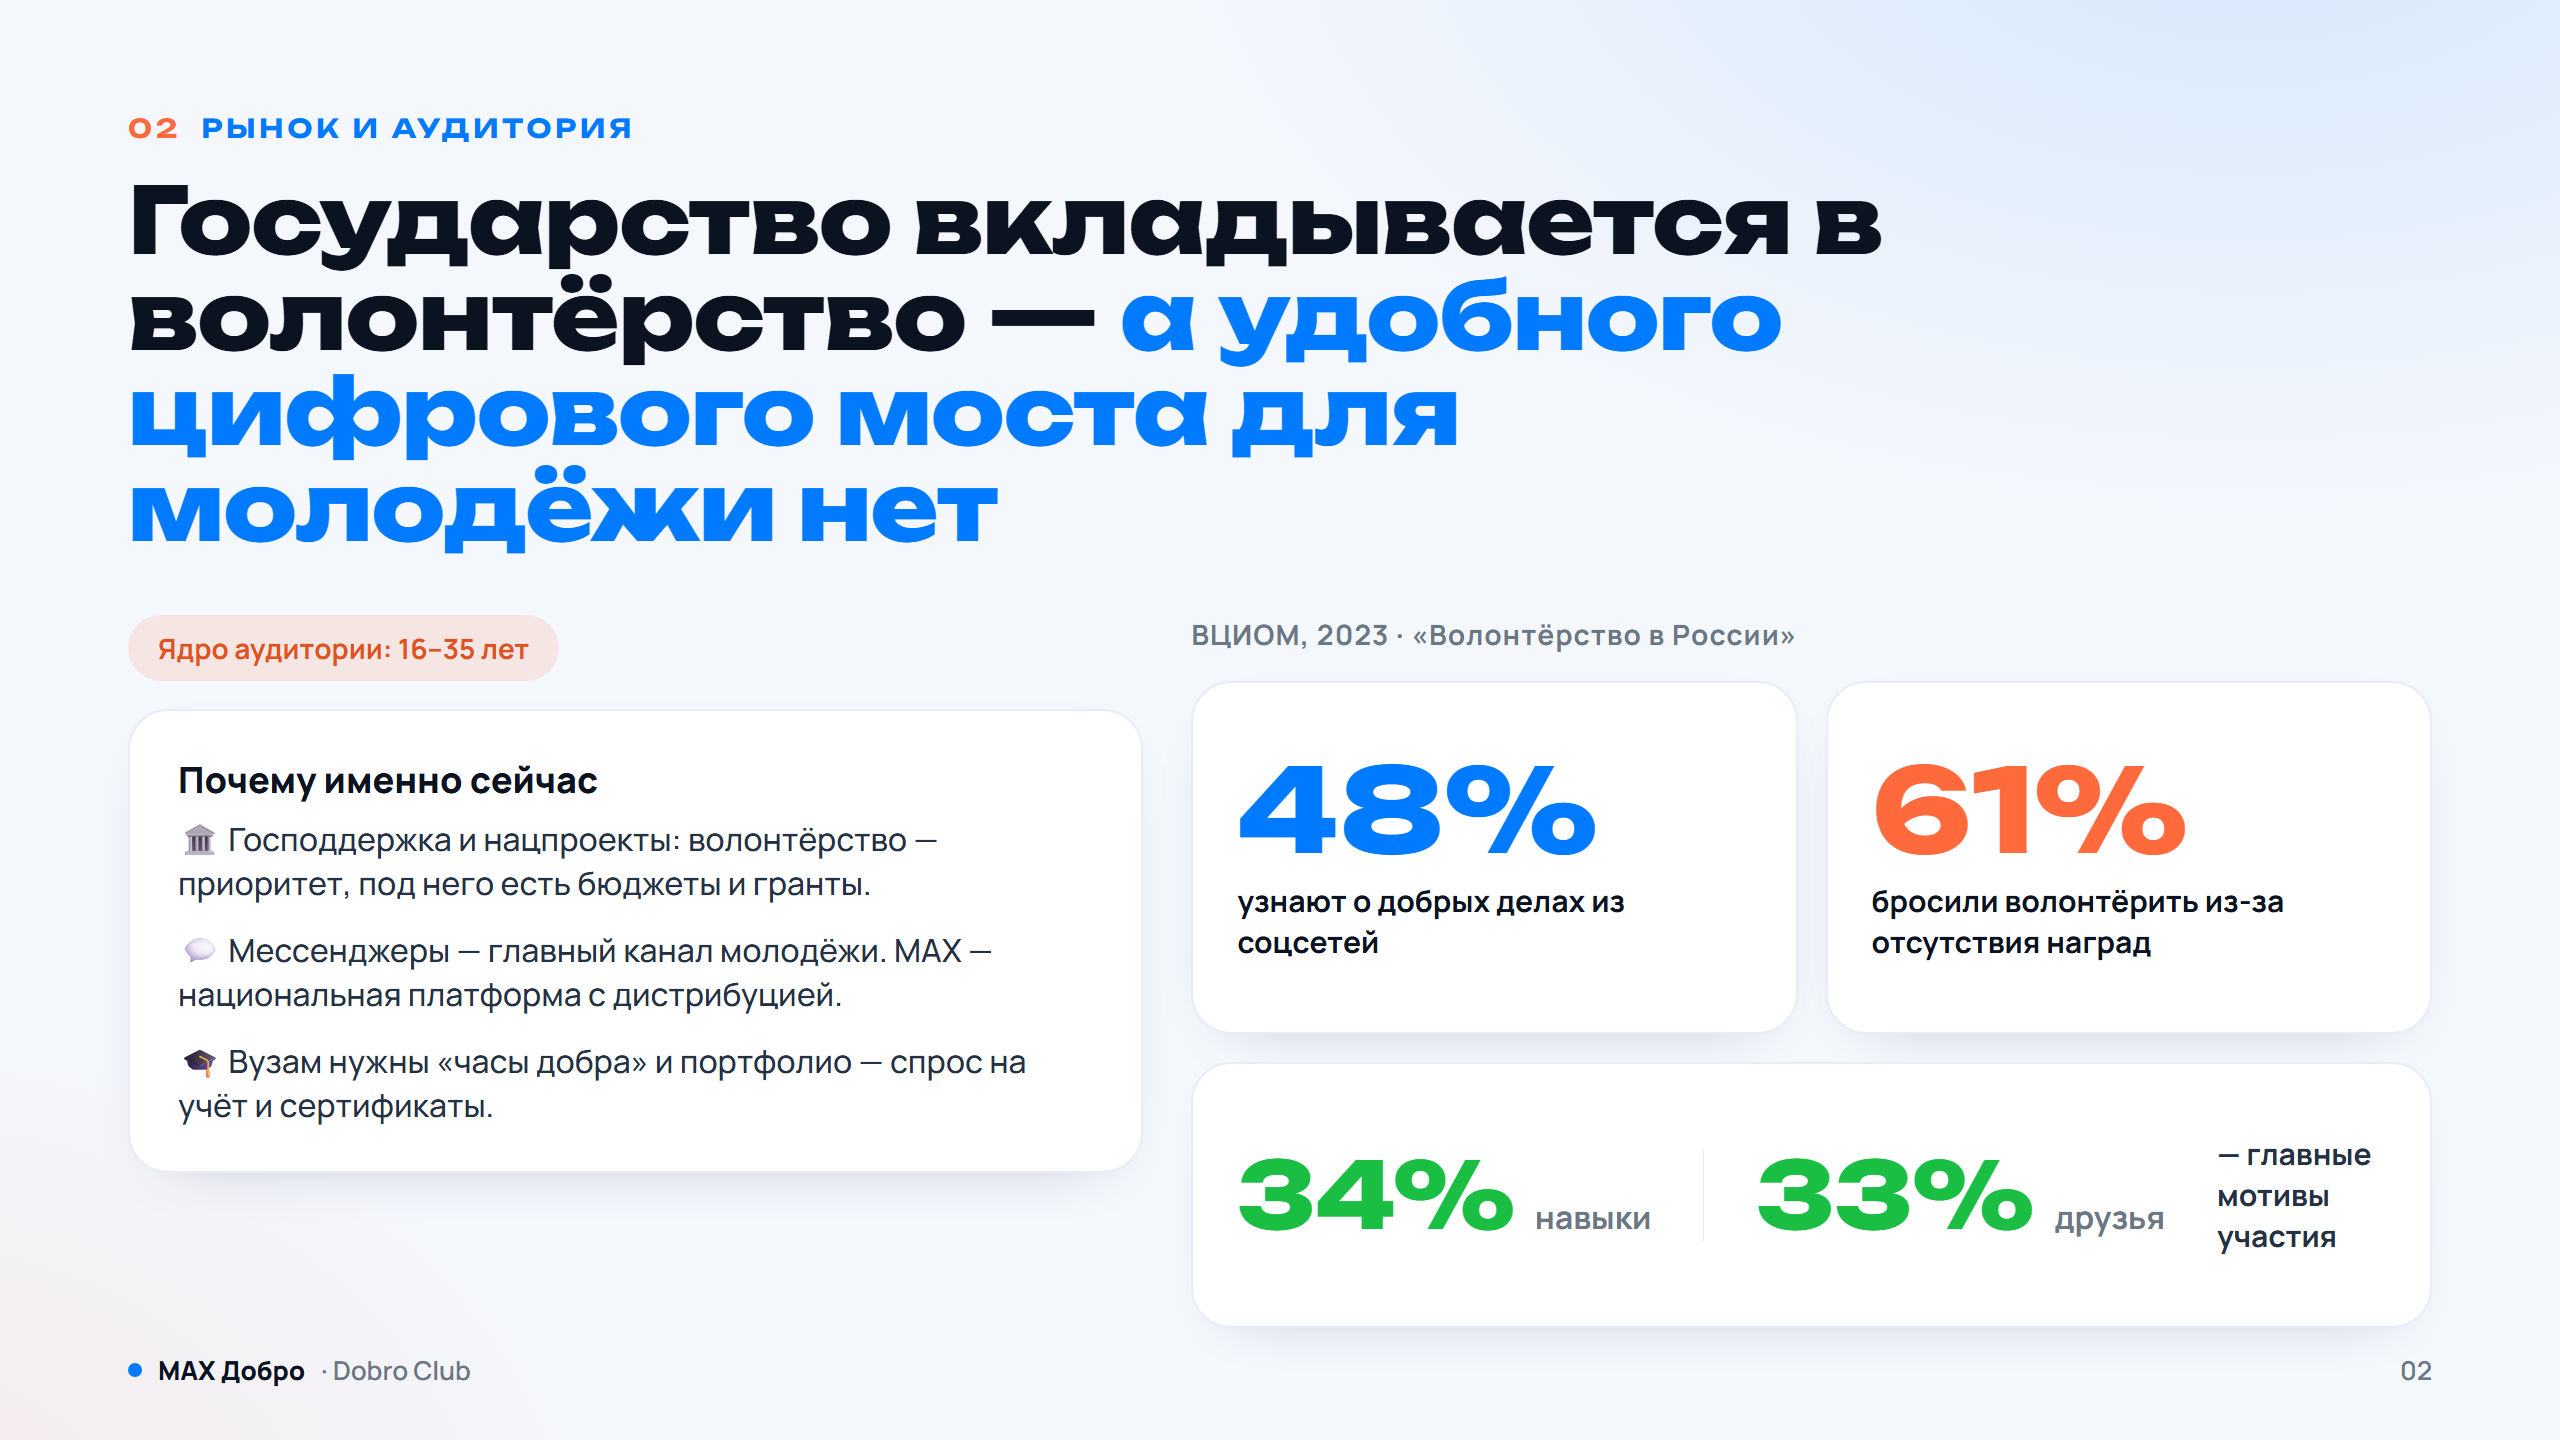 02 РЫНОК И АУДИТОРИЯ
Государство вкладывается в
волонтёрство — а удобного
цифрового моста для
молодёжи нет
Ядро аудитории: 16–35 лет
Почему именно сейчас
🏛️ Господдержка и нацпроекты: волонтёрство —
приоритет, под него есть бюджеты и гранты.
💬 Мессенджеры — главный канал молодёжи. MAX —
национальная платформа с дистрибуцией.
🎓 Вузам нужны «часы добра» и портфолио — спрос на
учёт и сертификаты.
ВЦИОМ, 2023 · «Волонтёрство в России»
48%
узнают о добрых делах из
соцсетей
61%
бросили волонтёрить из-за
отсутствия наград
34% навыки
33% друзья
— главные
мотивы
участия
MAX Добро · Dobro Club
02